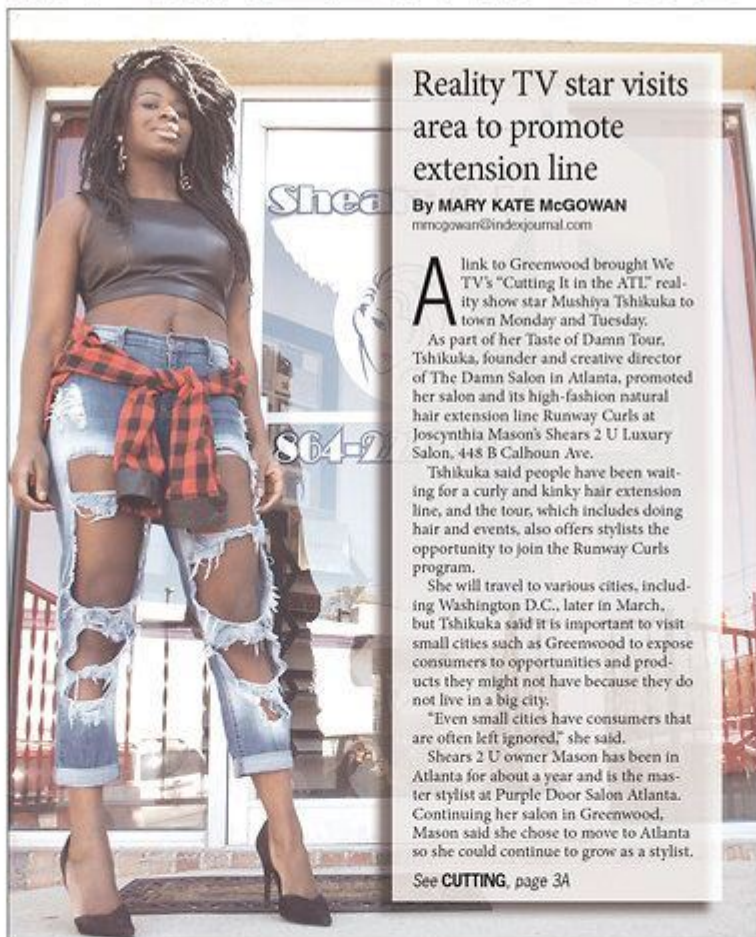 Shea
864-2
Reality TV star visits
area to promote
extension line
By MARY KATE McGOWAN
mmcgowan@indexjournal.com
A link to Greenwood brought We
TV's "Cutting It in the ATL" real-
ity show star Mushiya Tshikuka to
town Monday and Tuesday.
As part of her Taste of Damn Tour,
Tshikuka, founder and creative director
of The Damn Salon in Atlanta, promoted
her salon and its high-fashion natural
hair extension line Runway Curls at
Joscynthia Mason's Shears 2 U Luxury
Salon, 448 B Calhoun Ave.
Tshikuka said people have been wait-
ing for a curly and kinky hair extension
line, and the tour, which includes doing
hair and events, also offers stylists the
opportunity to join the Runway Curls
program.
She will travel to various cities, includ-
ing Washington D.C., later in March,
but Tshikuka said it is important to visit
small cities such as Greenwood to expose
consumers to opportunities and prod-
ucts they might not have because they do
not live in a big city.
"Even small cities have consumers that
are often left ignored," she said.
Shears 2 U owner Mason has been in
Atlanta for about a year and is the mas-
ter stylist at Purple Door Salon Atlanta.
Continuing her salon in Greenwood,
Mason said she chose to move to Atlanta
so she could continue to grow as a stylist.
See CUTTING, page 3A